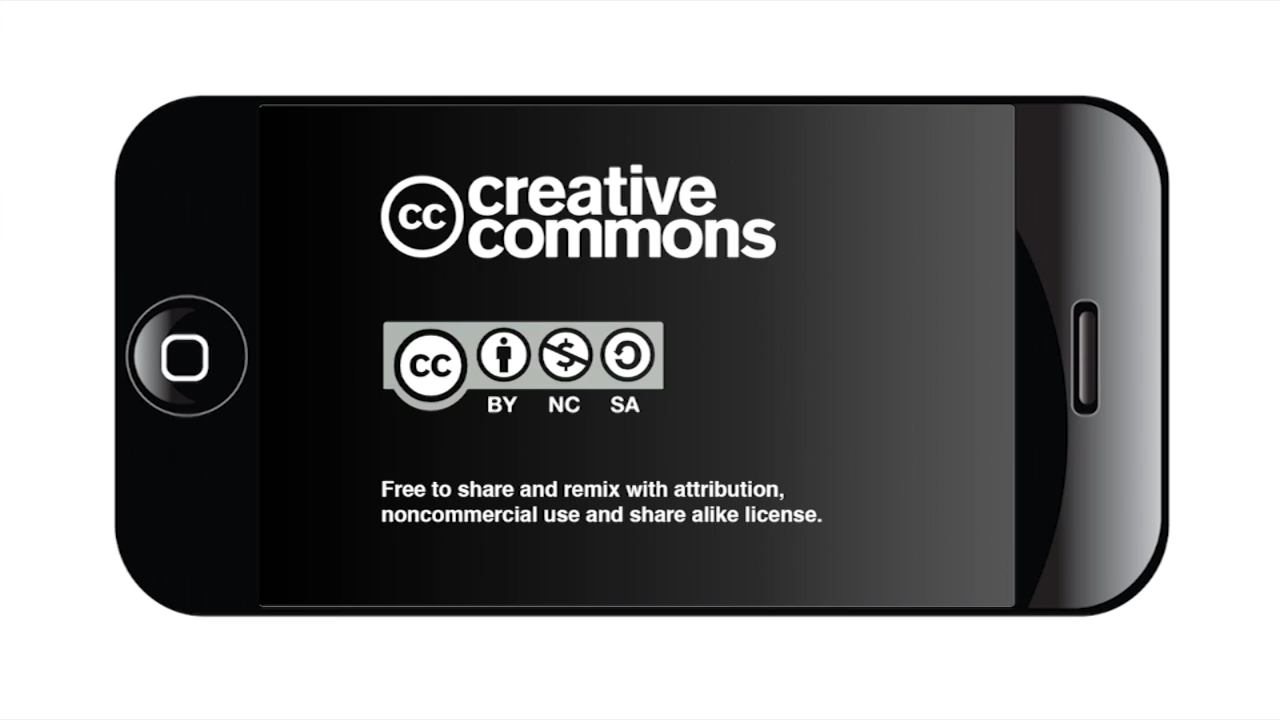 cc creative
commons
cc
BY NC SA
Free to share and remix with attribution,
noncommercial use and share alike license.